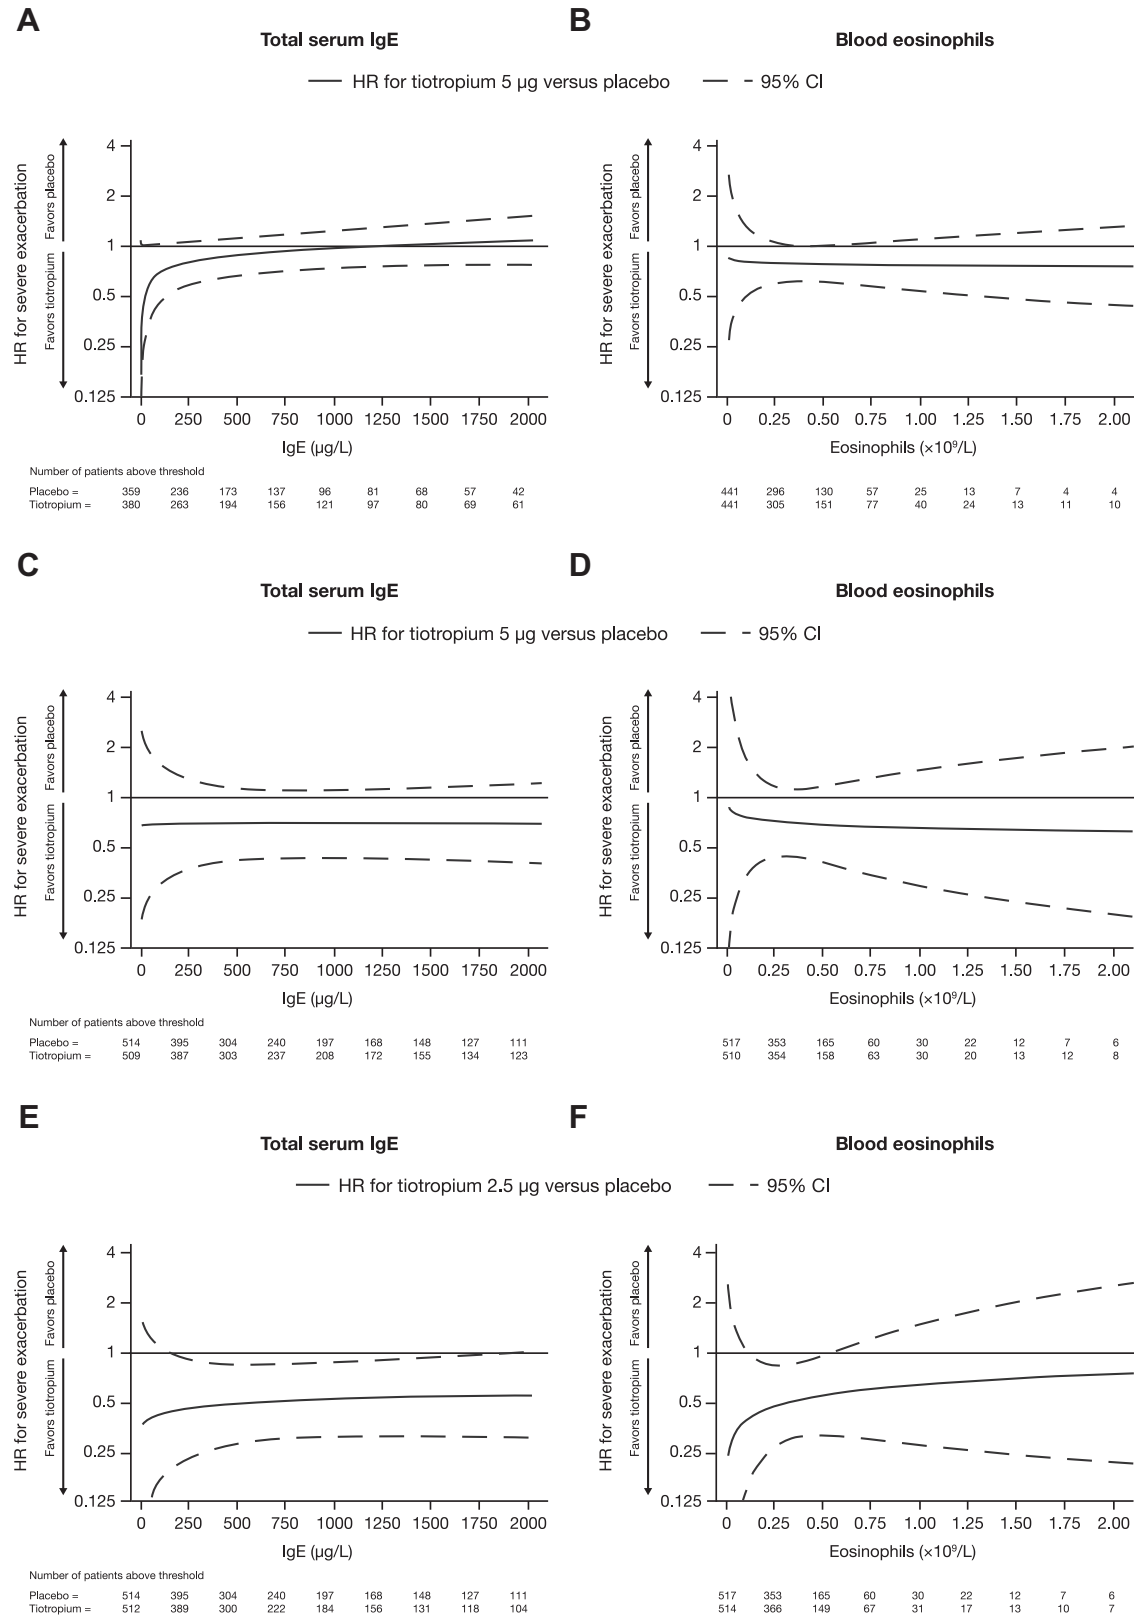 A
Total serum IgE
B
Blood eosinophils
HR for tiotropium 5 µg versus placebo
95% CI
HR for severe exacerbation
Favors placebo
Favors tiotropium
4
2
1
0.5
0.25
0.125
0 250 500 750 1000 1250 1500 1750 2000
IgE (µg/L)
HR for severe exacerbation
Favors placebo
Favors tiotropium
4
2
1
0.5
0.25
0.125
0 0.25 0.50 0.75 1.00 1.25 1.50 1.75 2.00
Eosinophils (×10⁹/L)
Number of patients above threshold
Placebo = 359 236 173 137 96 81 68 57 42
Tiotropium = 380 263 194 156 121 97 80 69 61
441 296 130 57 25 13 7 4 4
441 305 151 77 40 24 13 11 10
C
Total serum IgE
D
Blood eosinophils
HR for tiotropium 5 µg versus placebo
95% CI
HR for severe exacerbation
Favors placebo
Favors tiotropium
4
2
1
0.5
0.25
0.125
0 250 500 750 1000 1250 1500 1750 2000
IgE (µg/L)
HR for severe exacerbation
Favors placebo
Favors tiotropium
4
2
1
0.5
0.25
0.125
0 0.25 0.50 0.75 1.00 1.25 1.50 1.75 2.00
Eosinophils (×10⁹/L)
Number of patients above threshold
Placebo = 514 395 304 240 197 168 148 127 111
Tiotropium = 509 387 303 237 208 172 155 134 123
517 353 165 60 30 22 12 7 6
510 354 158 63 30 20 13 12 8
E
Total serum IgE
F
Blood eosinophils
HR for tiotropium 2.5 µg versus placebo
95% CI
HR for severe exacerbation
Favors placebo
Favors tiotropium
4
2
1
0.5
0.25
0.125
0 250 500 750 1000 1250 1500 1750 2000
IgE (µg/L)
HR for severe exacerbation
Favors placebo
Favors tiotropium
4
2
1
0.5
0.25
0.125
0 0.25 0.50 0.75 1.00 1.25 1.50 1.75 2.00
Eosinophils (×10⁹/L)
Number of patients above threshold
Placebo = 514 395 304 240 197 168 148 127 111
Tiotropium = 512 389 300 222 184 156 131 118 104
517 353 165 60 30 22 12 7 6
514 366 149 67 31 17 13 10 7